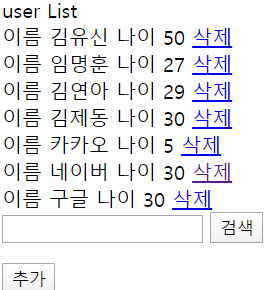 user List
이름 김유신 나이 50 삭제
이름 임명훈 나이 27 삭제
이름 김연아 나이 29 삭제
이름 김제동 나이 30 삭제
이름 카카오 나이 5 삭제
이름 네이버 나이 30 삭제
이름 구글 나이 30 삭제
검색
추가